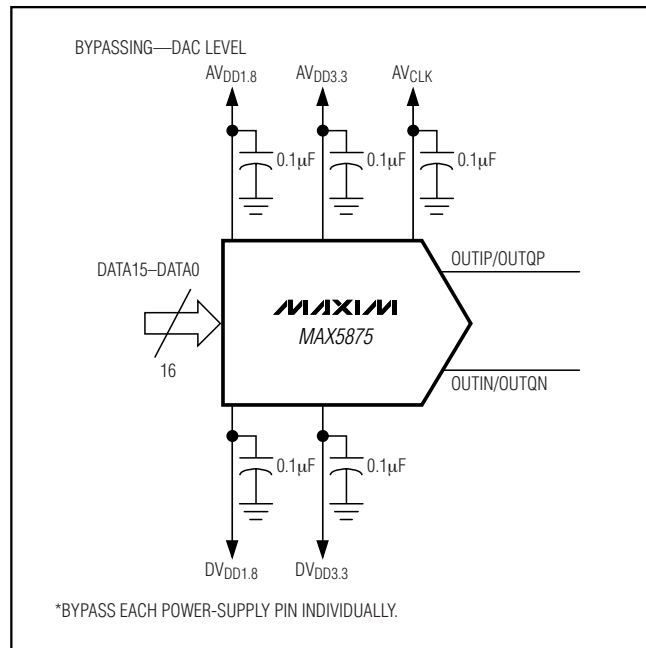 BYPASSING—DAC LEVEL
AVDD1.8 AVDD3.3 AVCLK
0.1µF 0.1µF 0.1µF
DATA15–DATA0
16
MAXIM
MAX5875
OUTIP/OUTQP
OUTIN/OUTQN
0.1µF 0.1µF
DVDD1.8 DVDD3.3
*BYPASS EACH POWER-SUPPLY PIN INDIVIDUALLY.